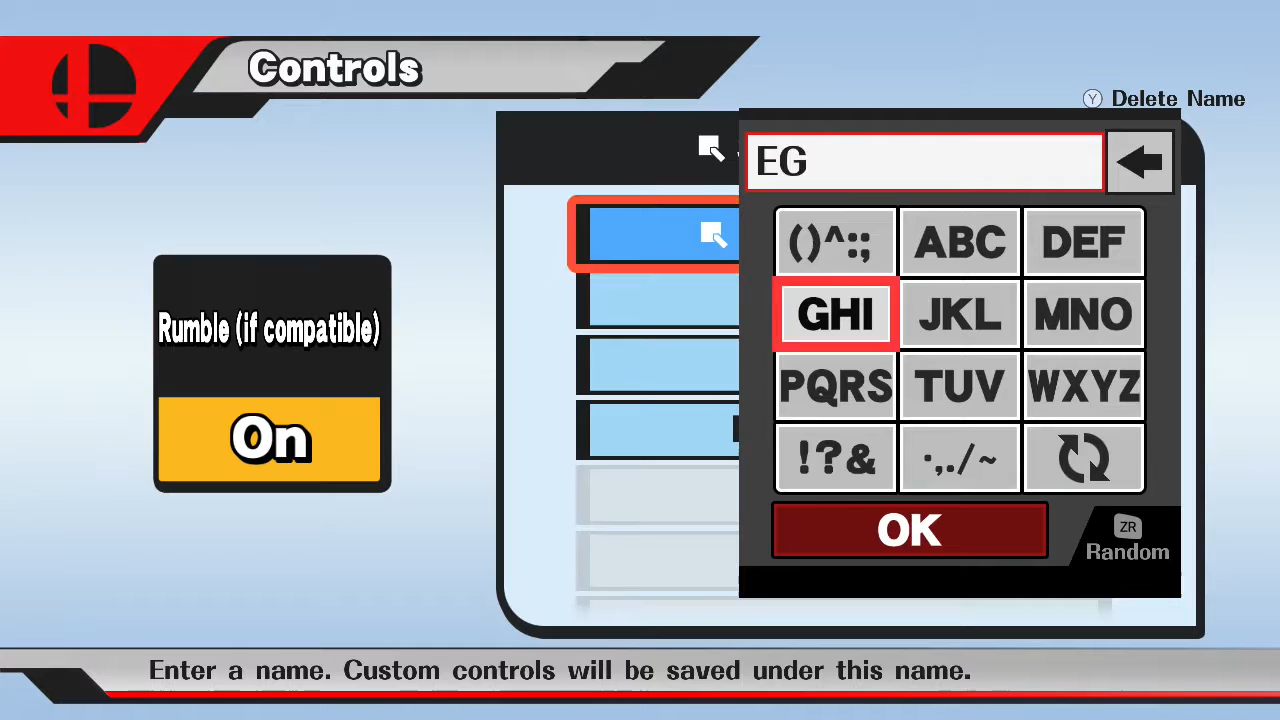 Controls
Y Delete Name
EG
()^:; ABC DEF
GHI JKL MNO
PQRS TUV WXYZ
!?& ·,./~
OK
ZR
Random
Rumble (if compatible)
On
Enter a name. Custom controls will be saved under this name.